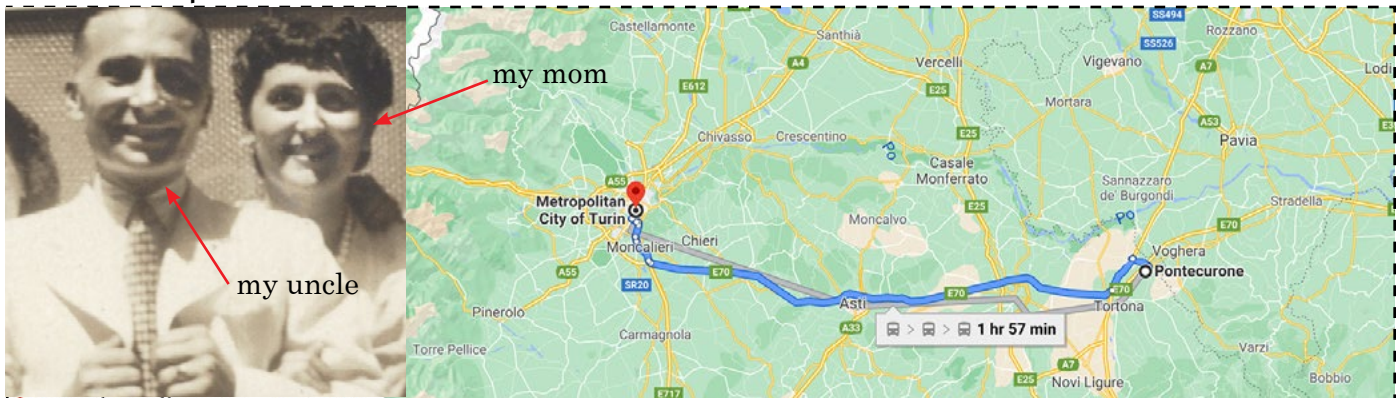 my mom
my uncle
Castellamonte
Santhià
SS494
Rozzano
SS526
Vigevano
A4
Vercelli
A7
Lodi
E612
E25
Mortara
Chivasso
Crescentino
Po
E25
A53
Pavia
A55
Casale
Monferrato
Sannazzaro
de' Burgondi
Metropolitan
City of Turin
E25
Stradella
Moncalvo
Po
E70
Moncalieri
Chieri
Voghera
A55
E70
Pontecurone
SR20
E70
E70
Pinerolo
Asti
Tortona
A33
> > 1 hr 57 min
Carmagnola
Torre Pellice
Varzi
A7
E717
E25
Novi Ligure
Bobbio